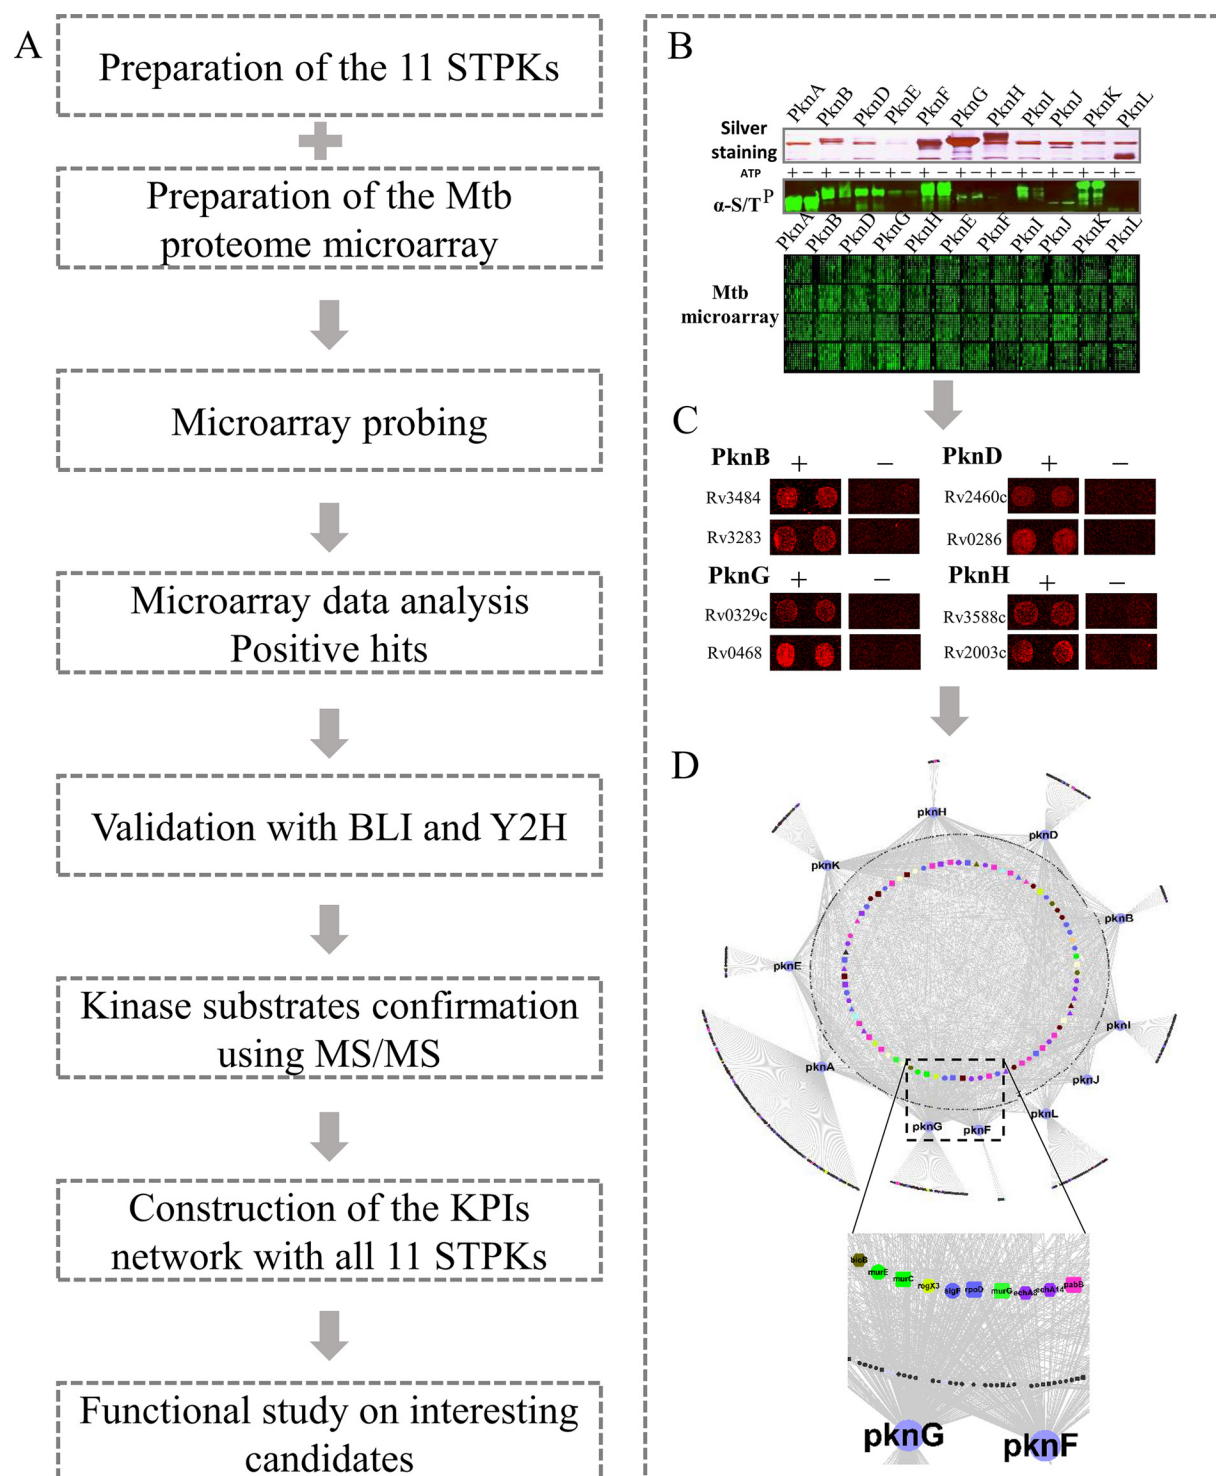 A
Preparation of the 11 STPKs
Preparation of the Mtb
proteome microarray
Microarray probing
Microarray data analysis
Positive hits
Validation with BLI and Y2H
Kinase substrates confirmation
using MS/MS
Construction of the KPIs
network with all 11 STPKs
Functional study on interesting
candidates
B
PknA PknB PknD PknE PknF PknG PknH PknI PknJ PknK PknL
Silver
staining
ATP + − + − + − + − + − + − + − + − + − + − + −
α-S/T^P
PknA PknB PknD PknG PknH PknE PknF PknI PknJ PknK PknL
Mtb
microarray
C
PknB + − PknD + −
Rv3484 Rv2460c
Rv3283 Rv0286
PknG + − PknH + −
Rv0329c Rv3588c
Rv0468 Rv2003c
D
pknH
pknD
pknK
pknB
pknE
pknI
pknA
pknJ
pknL
pknG pknF
bioB murE murC regX3 sigF rpoD murG echA3 echA14 pabB
pknG pknF